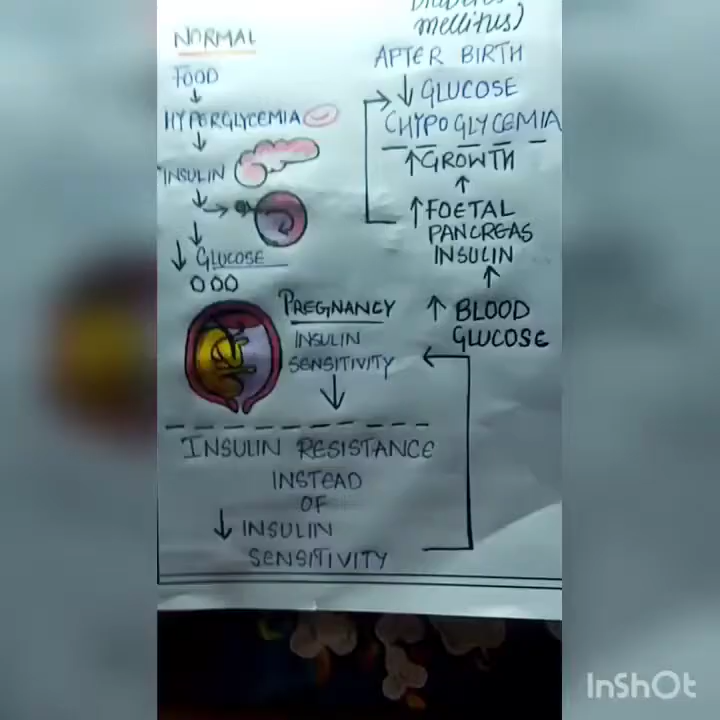 mellitus)
NORMAL
FOOD
HYPERGLYCEMIA
INSULIN
↓ GLUCOSE
PREGNANCY
INSULIN
SENSITIVITY
↓
INSULIN RESISTANCE
INSTEAD
OF
↓ INSULIN
SENSITIVITY
AFTER BIRTH
↓ GLUCOSE
CHYPOGLYCEMIA
↑ GROWTH
↑
↑ FOETAL
PANCREAS
INSULIN
↑
↑ BLOOD
GLUCOSE
InShOt